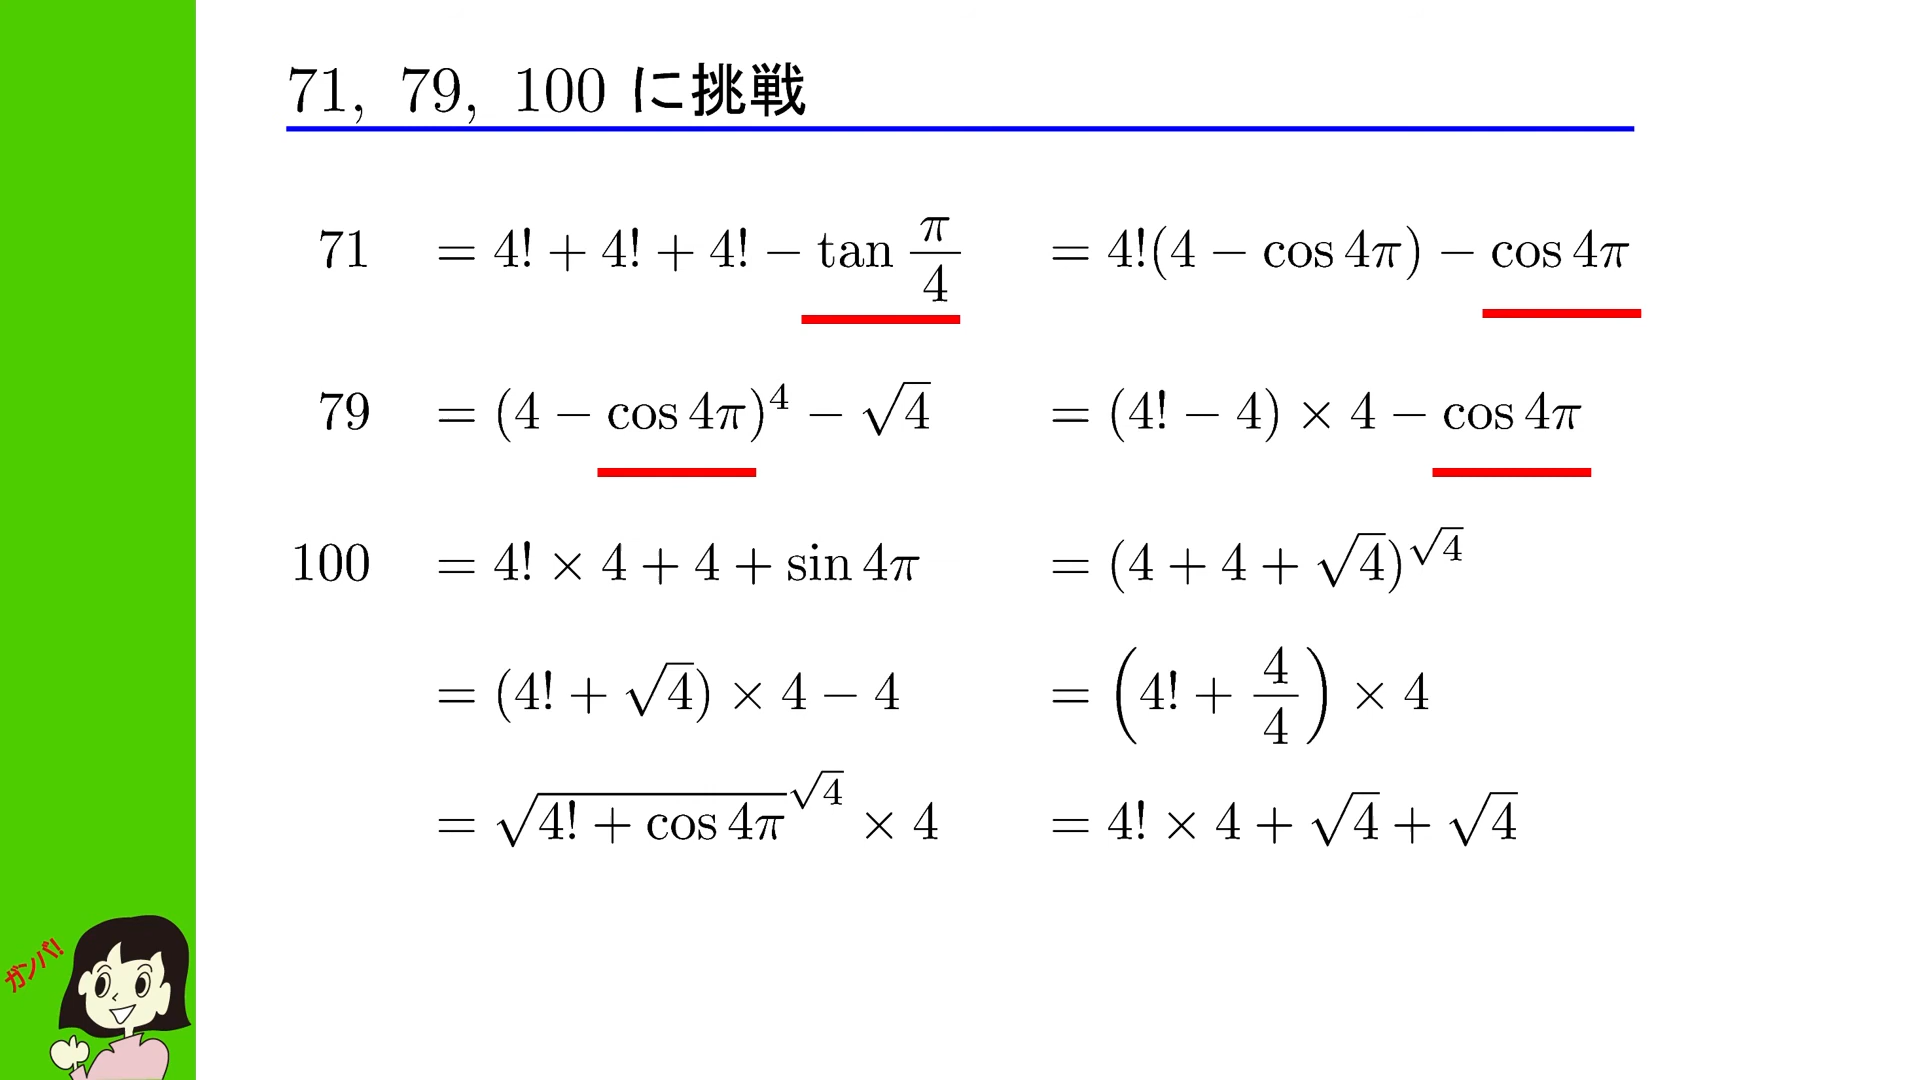 71, 79, 100 に挑戦
71 = 4! + 4! + 4! − tan π/4 = 4!(4 − cos 4π) − cos 4π
79 = (4 − cos 4π)^4 − √4 = (4! − 4) × 4 − cos 4π
100 = 4! × 4 + 4 + sin 4π = (4 + 4 + √4)^√4
= (4! + √4) × 4 − 4 = (4! + 4/4) × 4
= √(4! + cos 4π)^√4 × 4 = 4! × 4 + √4 + √4
ガンバ!